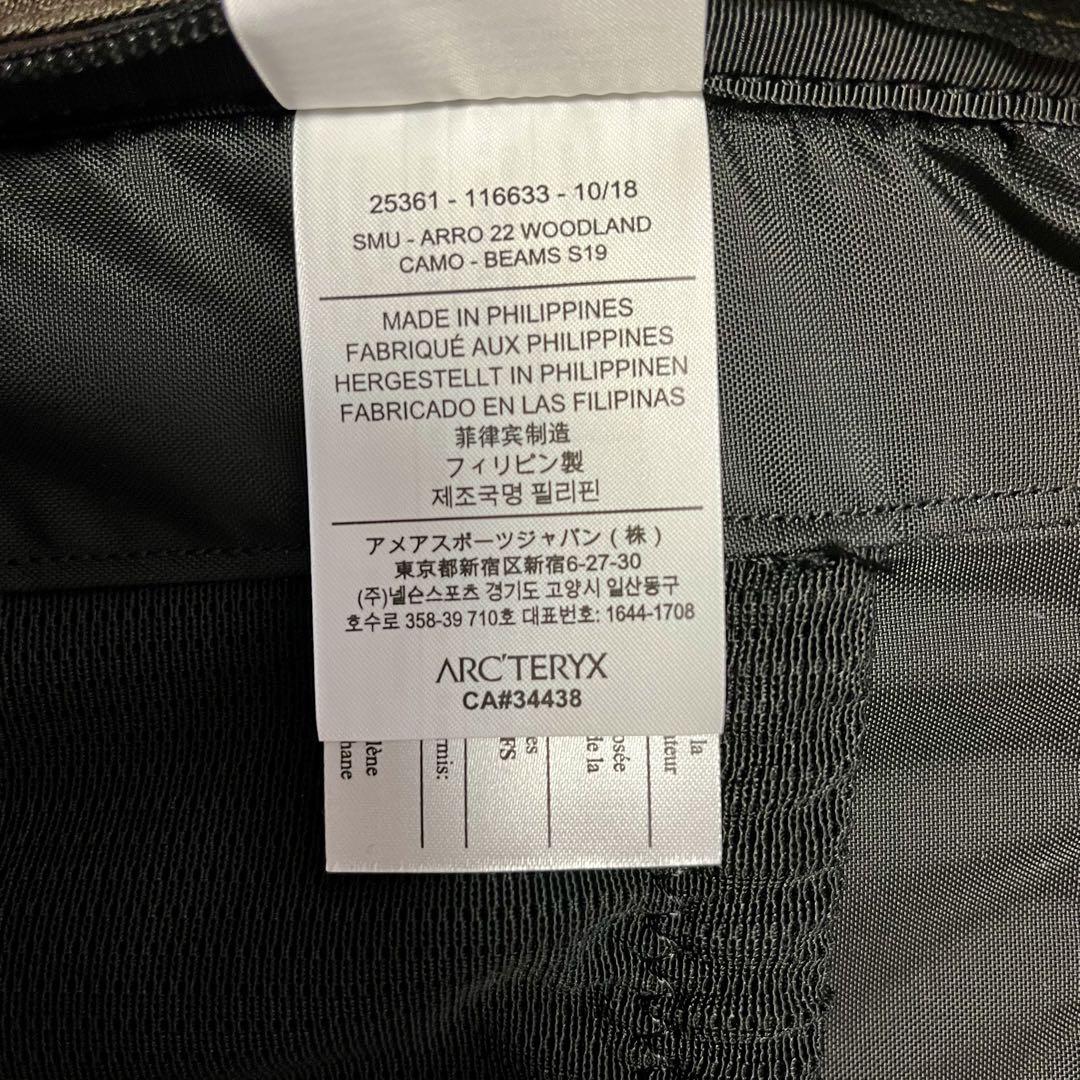 25361 - 116633 - 10/18
SMU - ARRO 22 WOODLAND
CAMO - BEAMS S19
MADE IN PHILIPPINES
FABRIQUÉ AUX PHILIPPINES
HERGESTELLT IN PHILIPPINEN
FABRICADO EN LAS FILIPINAS
菲律宾制造
フィリピン製
제조국명 필리핀
アメアスポーツジャパン(株)
東京都新宿区新宿6-27-30
(주)넬슨스포츠 경기도 고양시 일산동구
호수로 358-39 710호 대표번호: 1644-1708
ARC'TERYX
CA#34438
la
de la